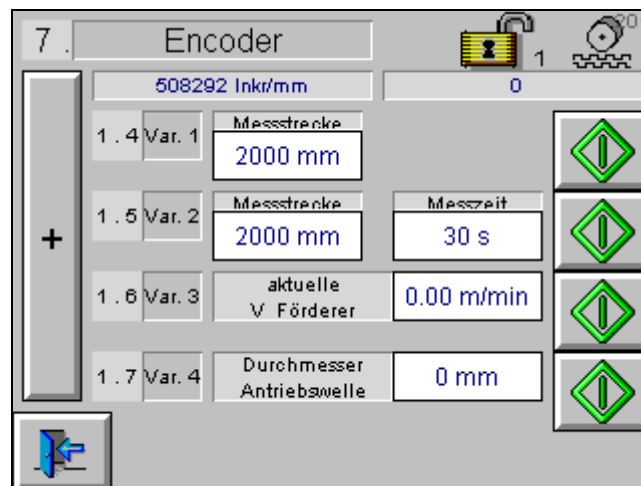 7 . Encoder 1 20
508292 Inkr/mm 0
1.4 Var. 1 Messstrecke
2000 mm
1.5 Var. 2 Messstrecke Messzeit
2000 mm 30 s
+
1.6 Var. 3 aktuelle
V Förderer 0.00 m/min
1.7 Var. 4 Durchmesser
Antriebswelle 0 mm